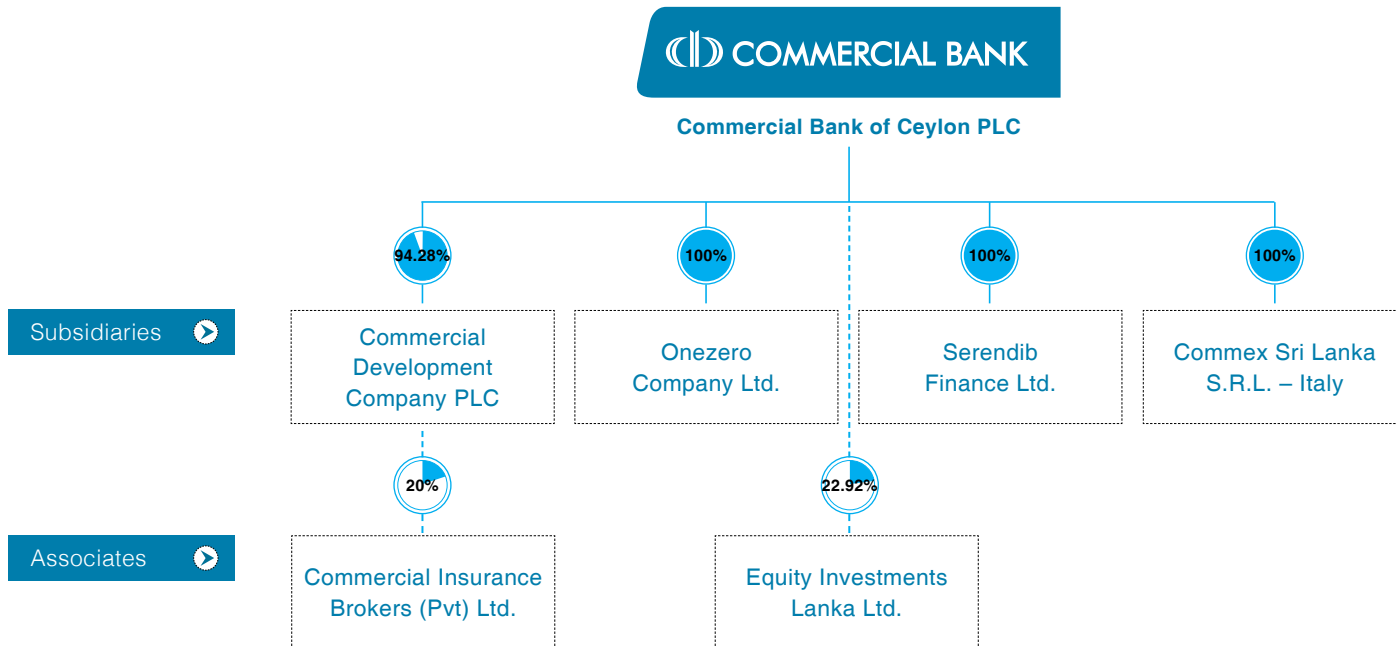 COMMERCIAL BANK
Commercial Bank of Ceylon PLC
94.28%
100%
100%
100%
Subsidiaries
Commercial
Development
Company PLC
Onezero
Company Ltd.
Serendib
Finance Ltd.
Commex Sri Lanka
S.R.L. – Italy
20%
22.92%
Associates
Commercial Insurance
Brokers (Pvt) Ltd.
Equity Investments
Lanka Ltd.